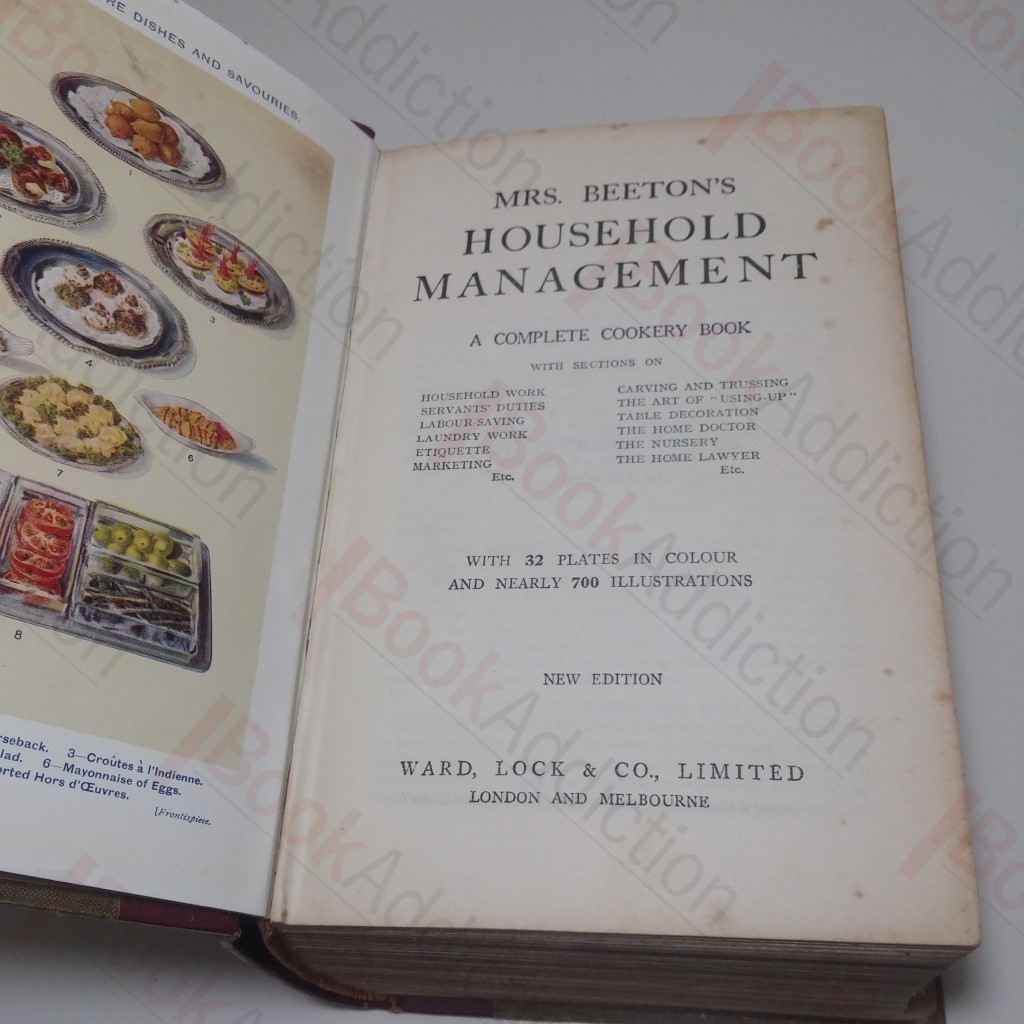 RE DISHES AND SAVOURIES.
1
3
4
7
6
8
rseback. 3—Croûtes à l'Indienne.
lad. 6—Mayonnaise of Eggs.
orted Hors d'Œuvres.
[Frontispiece.
MRS. BEETON'S
HOUSEHOLD
MANAGEMENT
A COMPLETE COOKERY BOOK
WITH SECTIONS ON
HOUSEHOLD WORK
SERVANTS' DUTIES
LABOUR-SAVING
LAUNDRY WORK
ETIQUETTE
MARKETING
Etc.
CARVING AND TRUSSING
THE ART OF "USING-UP"
TABLE DECORATION
THE HOME DOCTOR
THE NURSERY
THE HOME LAWYER
Etc.
WITH 32 PLATES IN COLOUR
AND NEARLY 700 ILLUSTRATIONS
NEW EDITION
WARD, LOCK & CO., LIMITED
LONDON AND MELBOURNE
BookAddiction